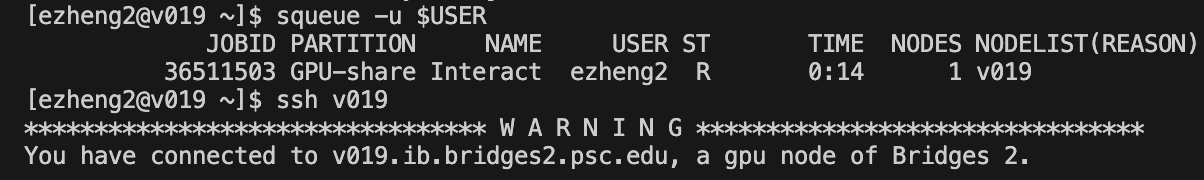 [ezheng2@v019 ~]$ squeue -u $USER
             JOBID PARTITION     NAME     USER ST       TIME  NODES NODELIST(REASON)
          36511503 GPU-share Interact  ezheng2  R       0:14      1 v019
[ezheng2@v019 ~]$ ssh v019
********************************* W A R N I N G ********************************
You have connected to v019.ib.bridges2.psc.edu, a gpu node of Bridges 2.